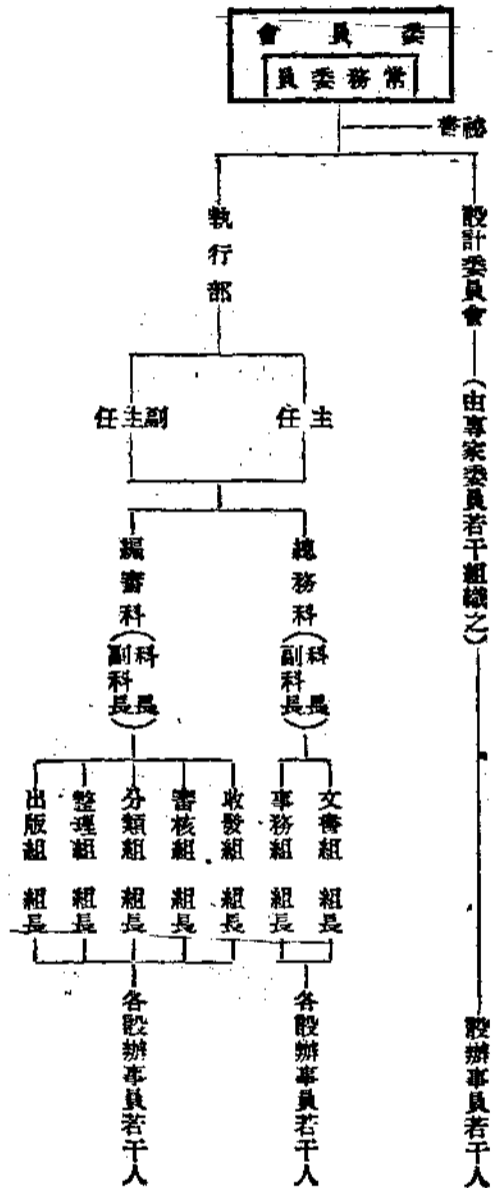 委員會
常務委員
祕書
設計委員會
(由專家委員若干組織之)
設辦事員若干人
執行部
主任
副主任
總務科(科長 副科長)
文書組 組長
事務組 組長
各設辦事員若干人
編審科(科長 副科長)
收發組 組長
審核組 組長
分類組 組長
整理組 組長
出版組 組長
各設辦事員若干人